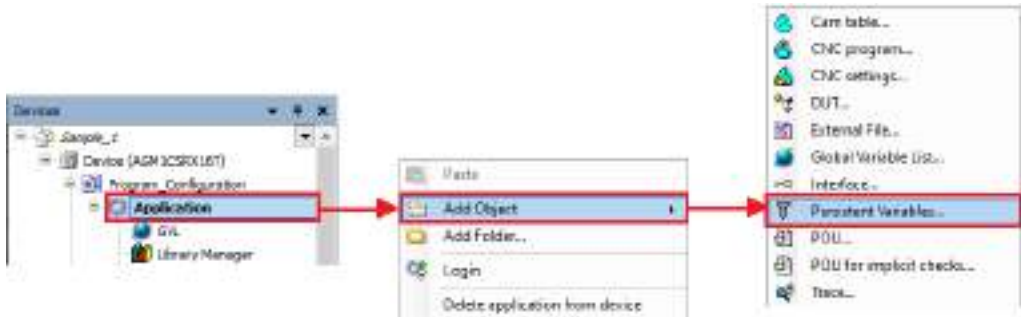 Devices
Sample_1
Device (AGM1CSRX16T)
Program_Configuration
Application
GVL
Library Manager
Paste
Add Object
Add Folder...
Login
Delete application from device
Cam table...
CNC program...
CNC settings...
DUT...
External File...
Global Variable List...
Interface...
Persistent Variables...
POU...
POU for implicit checks...
Trace...